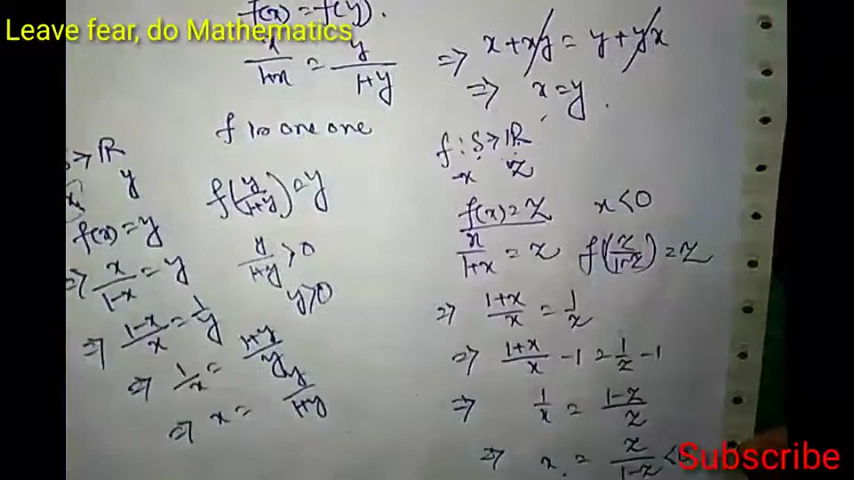 f(x) = f(y).
Leave fear, do Mathematics
x/1+x = y/1+y
⇒ x + xy = y + yx
⇒ x = y.
f is one one
S → R
y
f(x) = y
⇒ x/1-x = y
⇒ 1-x/x = 1/y
⇒ 1/x = 1+y/y
⇒ x = y/1+y
f(y/1+y) = y
y/1+y > 0
y > 0
f : S → R
x z
f(x) = z x < 0
x/1+x = z f(z/1-z) = z
⇒ 1+x/x = 1/z
⇒ 1+x/x - 1 = 1/z - 1
⇒ 1/x = 1-z/z
⇒ x = z/1-z <
Subscribe